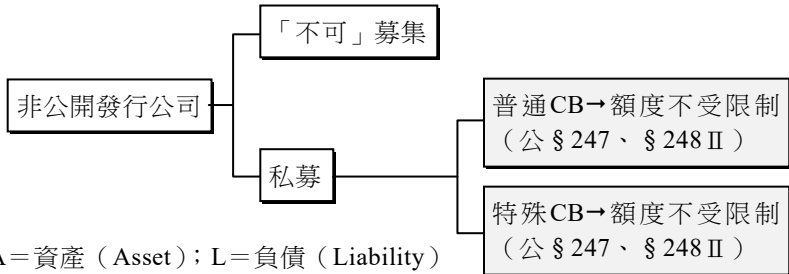 「不可」募集
非公開發行公司
普通CB→額度不受限制
（公§247、§248Ⅱ）
私募
特殊CB→額度不受限制
（公§247、§248Ⅱ）
A＝資產（Asset）；L＝負債（Liability）